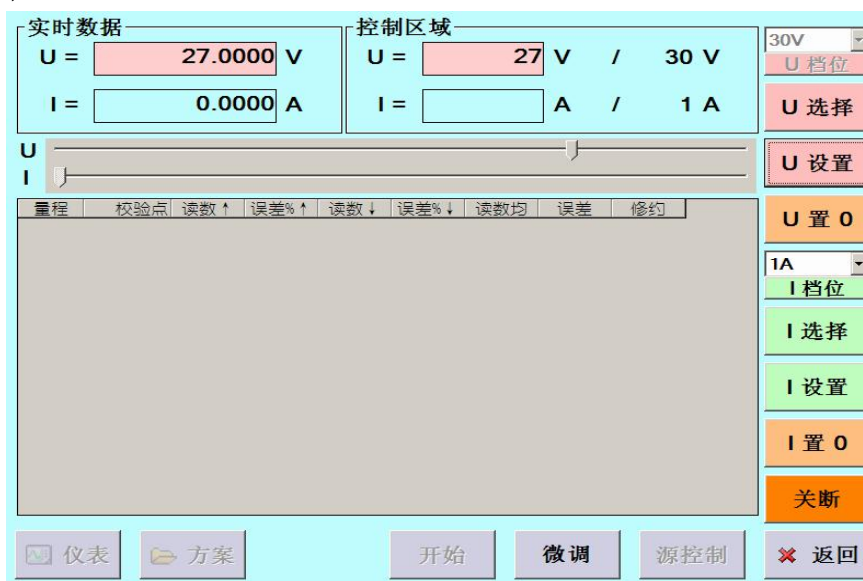 实时数据
U = 27.0000 V
I = 0.0000 A
控制区域
U = 27 V / 30 V
I = A / 1 A
U
I
量程 校验点 读数↑ 误差%↑ 读数↓ 误差%↓ 读数均 误差 修约
30V
U 档位
U 选择
U 设置
U 置 0
1A
I 档位
I 选择
I 设置
I 置 0
关断
仪表 方案 开始 微调 源控制 返回